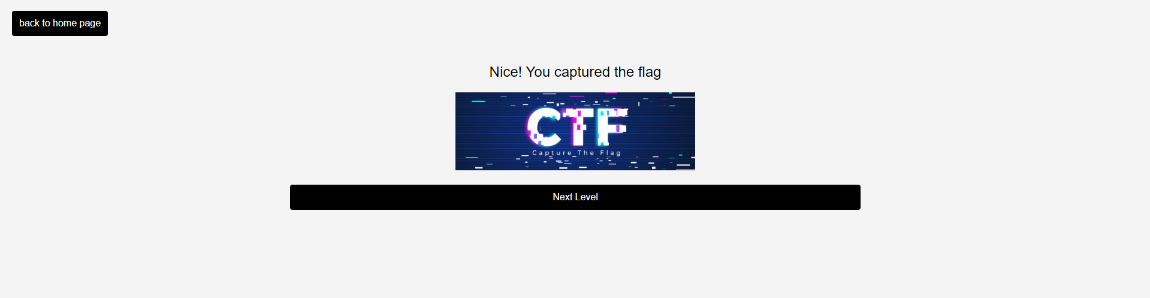 back to home page
Nice! You captured the flag
CTF
Capture The Flag
Next Level